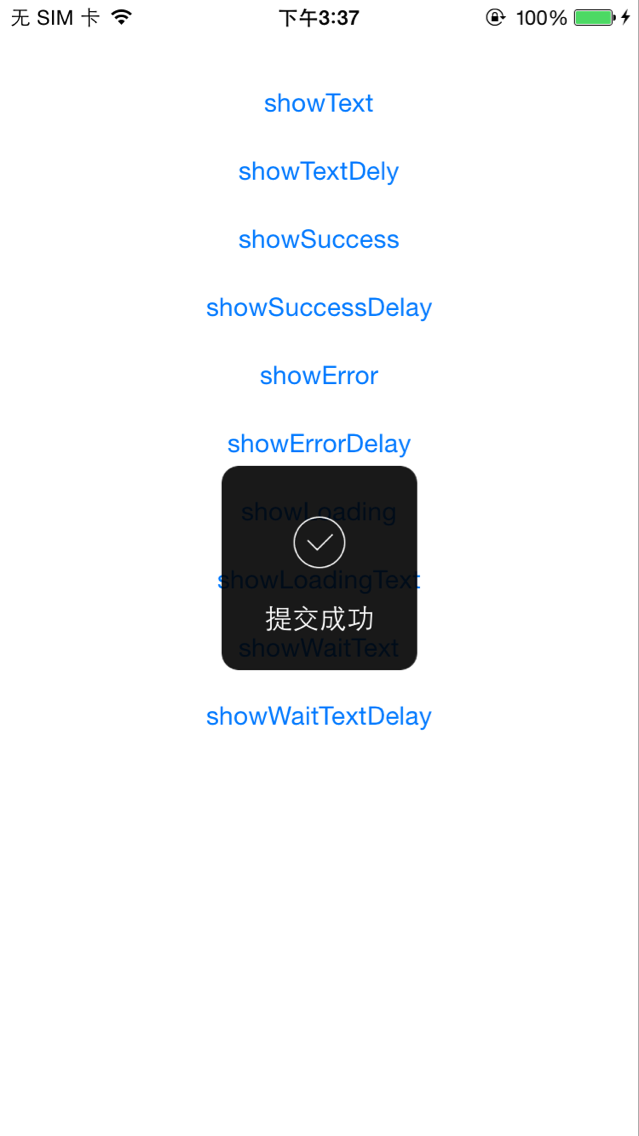 无 SIM 卡 下午3:37 100%
showText
showTextDely
showSuccess
showSuccessDelay
showError
showErrorDelay
showLoading
showLoadingText
提交成功
showWaitText
showWaitTextDelay